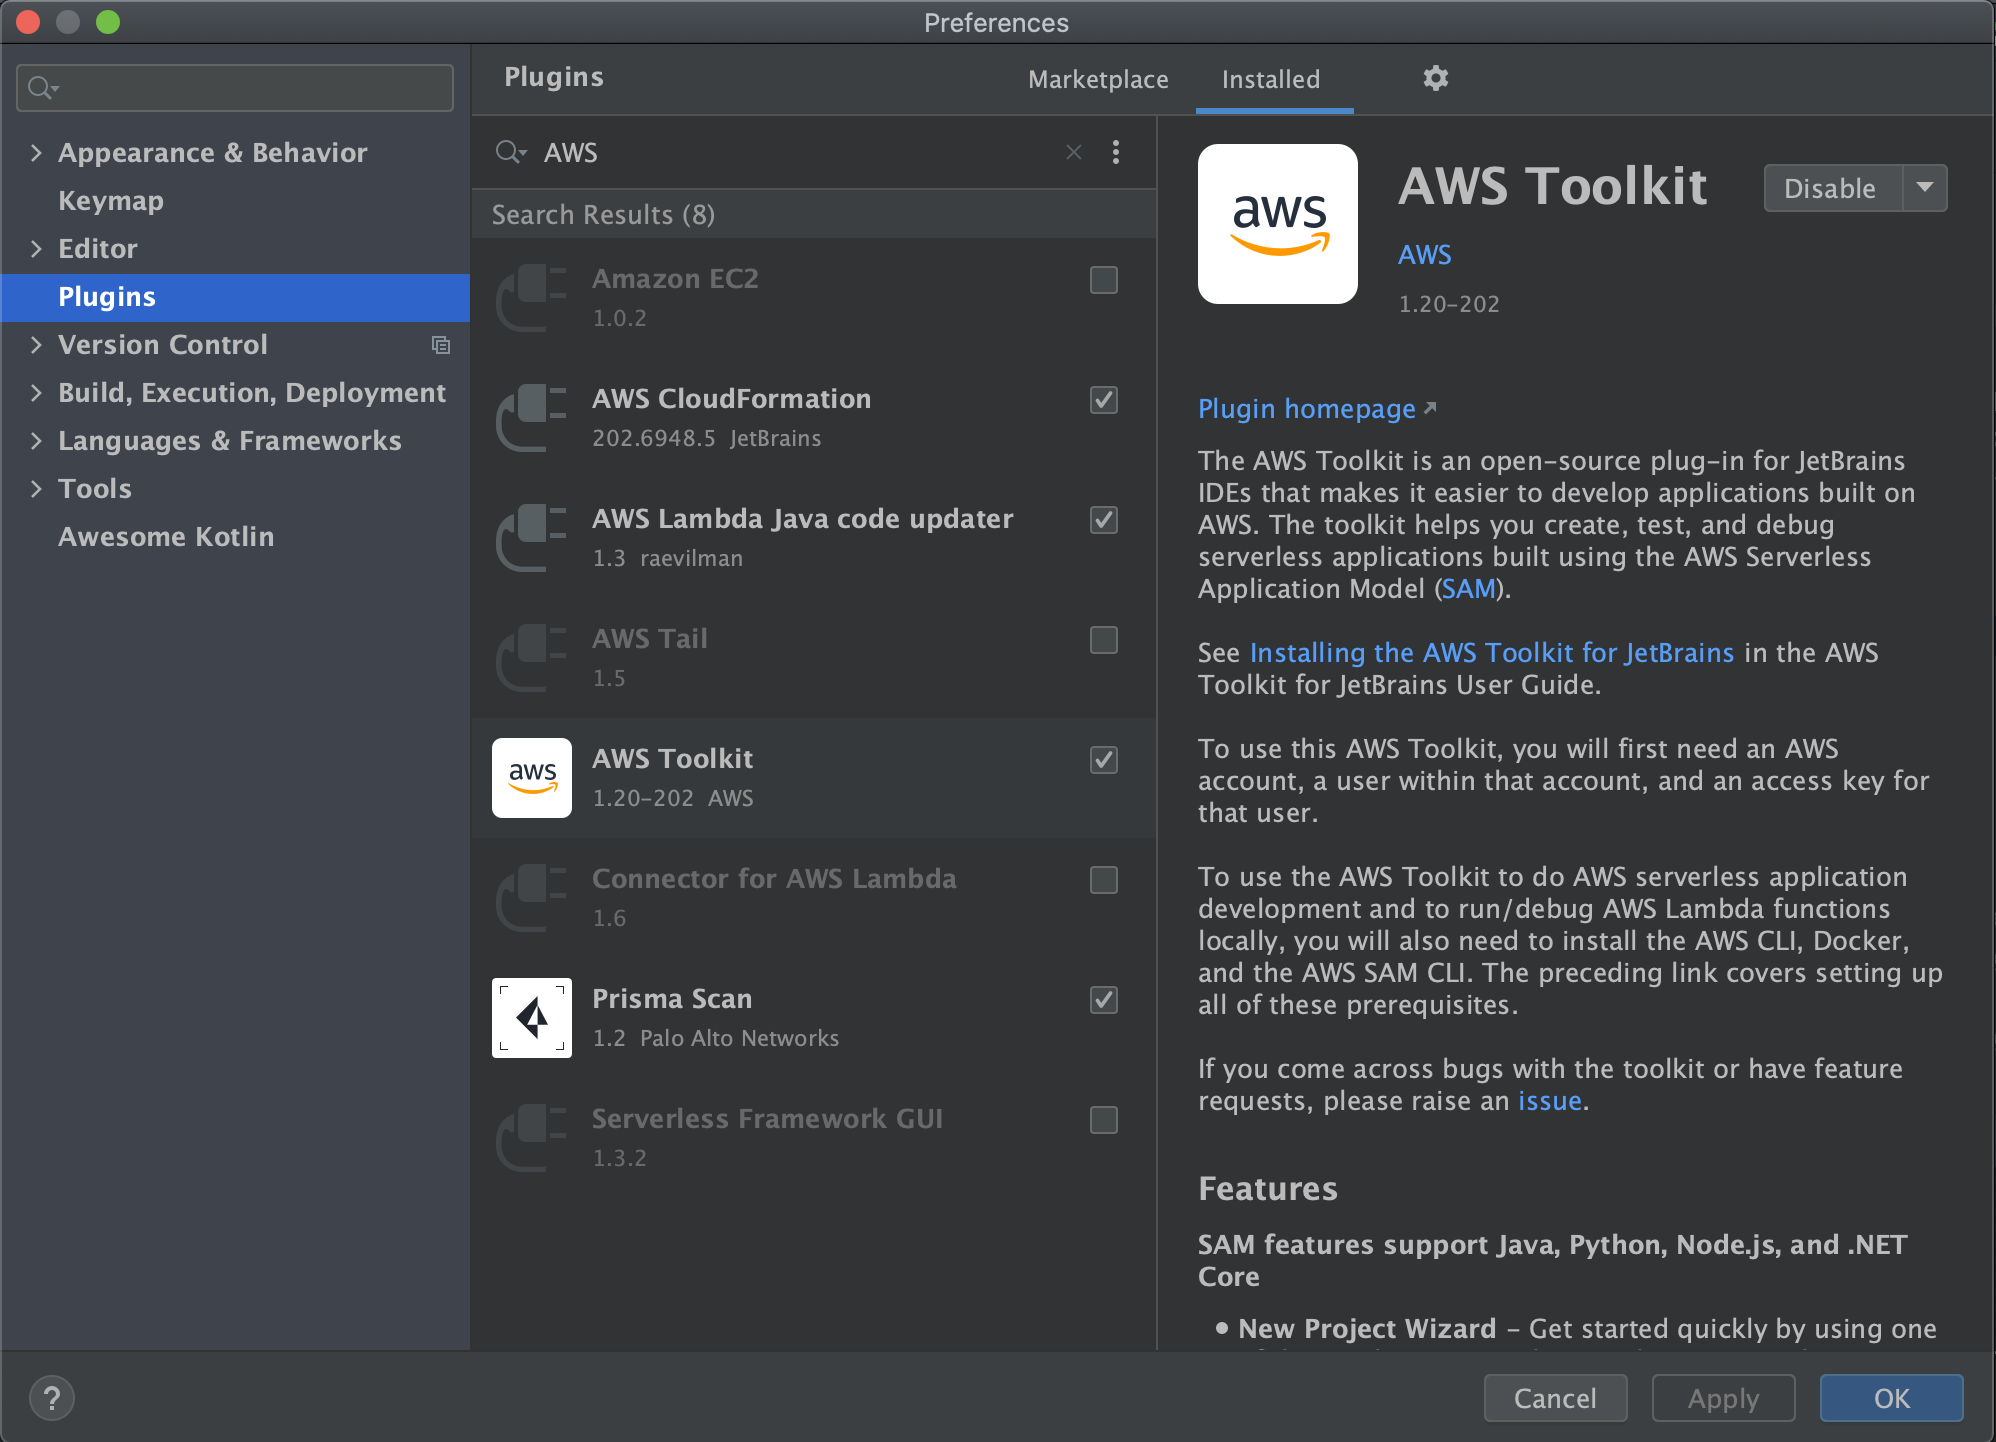 Preferences
Appearance & Behavior
Keymap
Editor
Plugins
Version Control
Build, Execution, Deployment
Languages & Frameworks
Tools
Awesome Kotlin
Plugins
Marketplace
Installed
AWS
Search Results (8)
Amazon EC2
1.0.2
AWS CloudFormation
202.6948.5 JetBrains
AWS Lambda Java code updater
1.3 raevilman
AWS Tail
1.5
aws
AWS Toolkit
1.20-202 AWS
Connector for AWS Lambda
1.6
Prisma Scan
1.2 Palo Alto Networks
Serverless Framework GUI
1.3.2
aws
AWS Toolkit
Disable
AWS
1.20-202
Plugin homepage
The AWS Toolkit is an open-source plug-in for JetBrains
IDEs that makes it easier to develop applications built on
AWS. The toolkit helps you create, test, and debug
serverless applications built using the AWS Serverless
Application Model (SAM).
See Installing the AWS Toolkit for JetBrains in the AWS
Toolkit for JetBrains User Guide.
To use this AWS Toolkit, you will first need an AWS
account, a user within that account, and an access key for
that user.
To use the AWS Toolkit to do AWS serverless application
development and to run/debug AWS Lambda functions
locally, you will also need to install the AWS CLI, Docker,
and the AWS SAM CLI. The preceding link covers setting up
all of these prerequisites.
If you come across bugs with the toolkit or have feature
requests, please raise an issue.
Features
SAM features support Java, Python, Node.js, and .NET
Core
• New Project Wizard – Get started quickly by using one
?
Cancel
Apply
OK